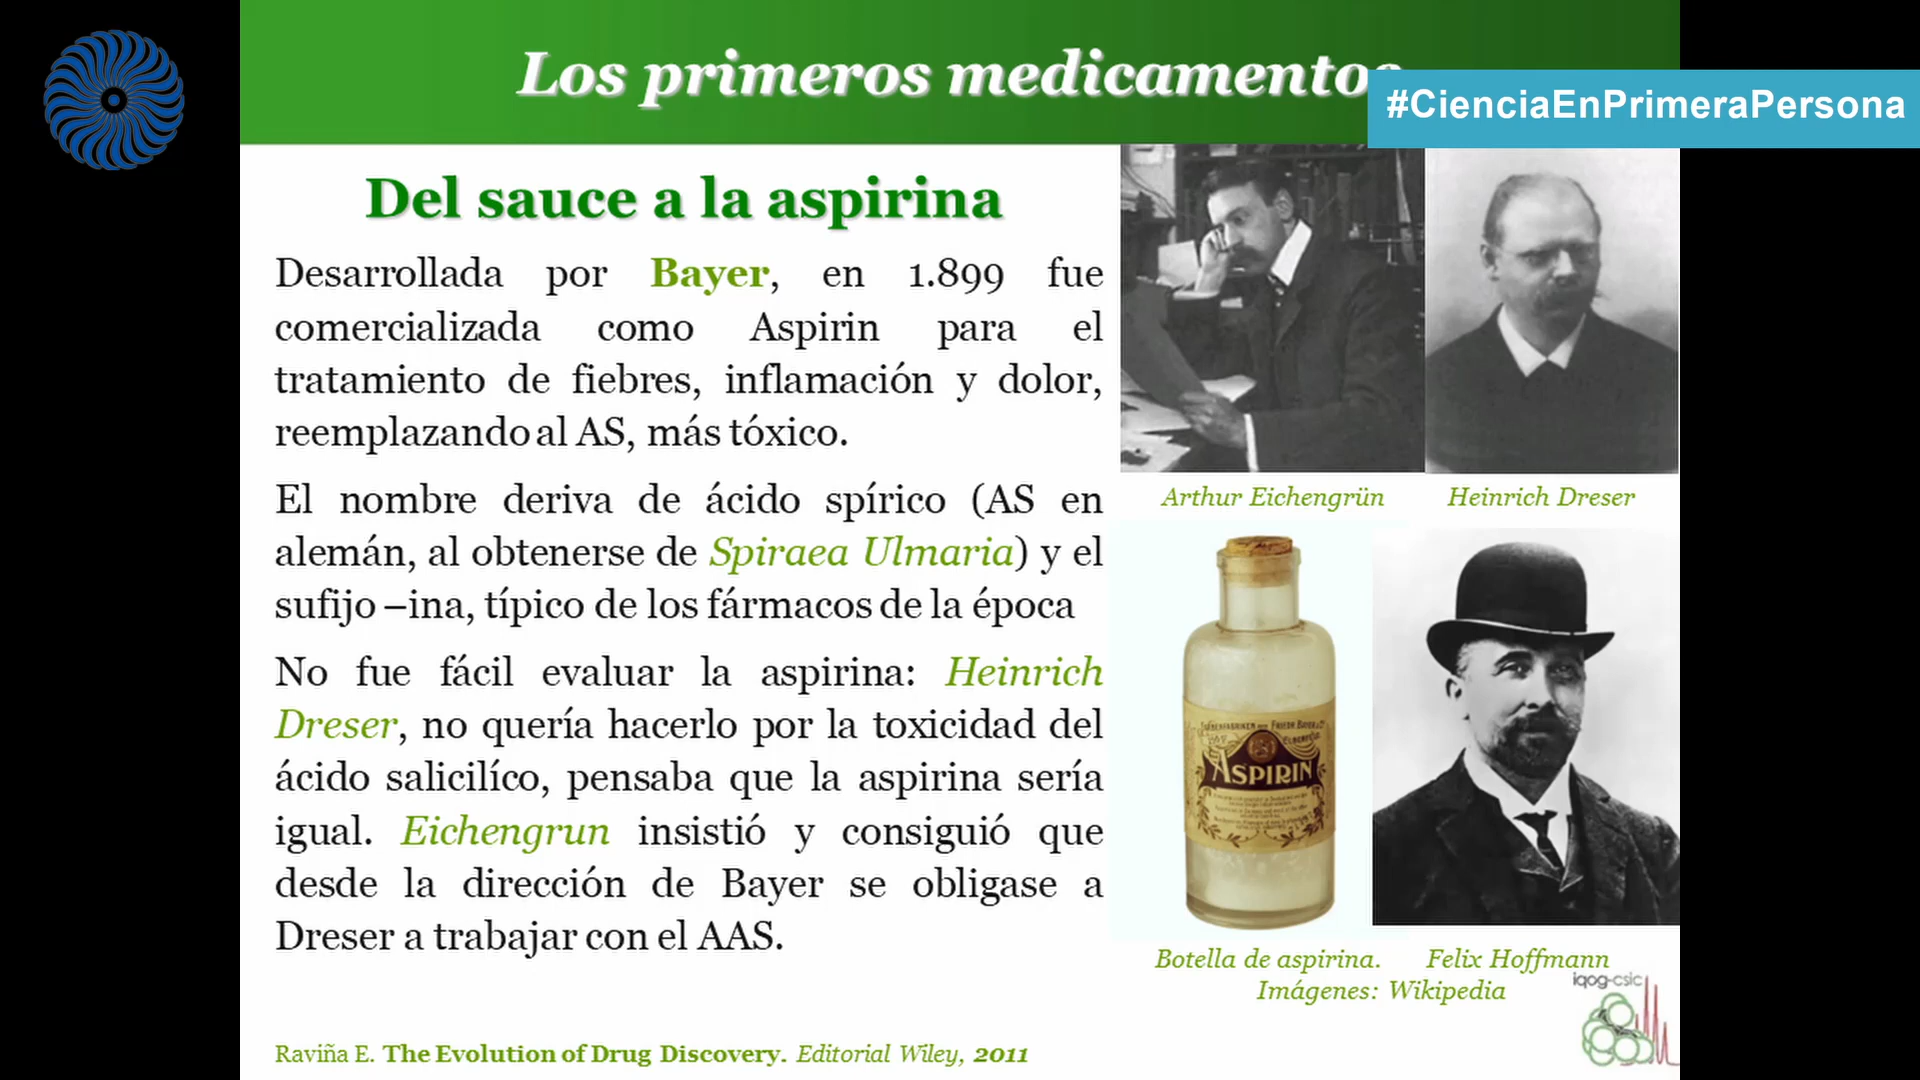 Los primeros medicamentos
#CienciaEnPrimeraPersona
Del sauce a la aspirina
Desarrollada por Bayer, en 1.899 fue
comercializada como Aspirin para el
tratamiento de fiebres, inflamación y dolor,
reemplazando al AS, más tóxico.
El nombre deriva de ácido spírico (AS en
alemán, al obtenerse de Spiraea Ulmaria) y el
sufijo –ina, típico de los fármacos de la época
No fue fácil evaluar la aspirina: Heinrich
Dreser, no quería hacerlo por la toxicidad del
ácido salicilíco, pensaba que la aspirina sería
igual. Eichengrun insistió y consiguió que
desde la dirección de Bayer se obligase a
Dreser a trabajar con el AAS.
Arthur Eichengrün
Heinrich Dreser
ASPIRIN
Botella de aspirina.
Felix Hoffmann
Imágenes: Wikipedia
iqog-csic
Raviña E. The Evolution of Drug Discovery. Editorial Wiley, 2011